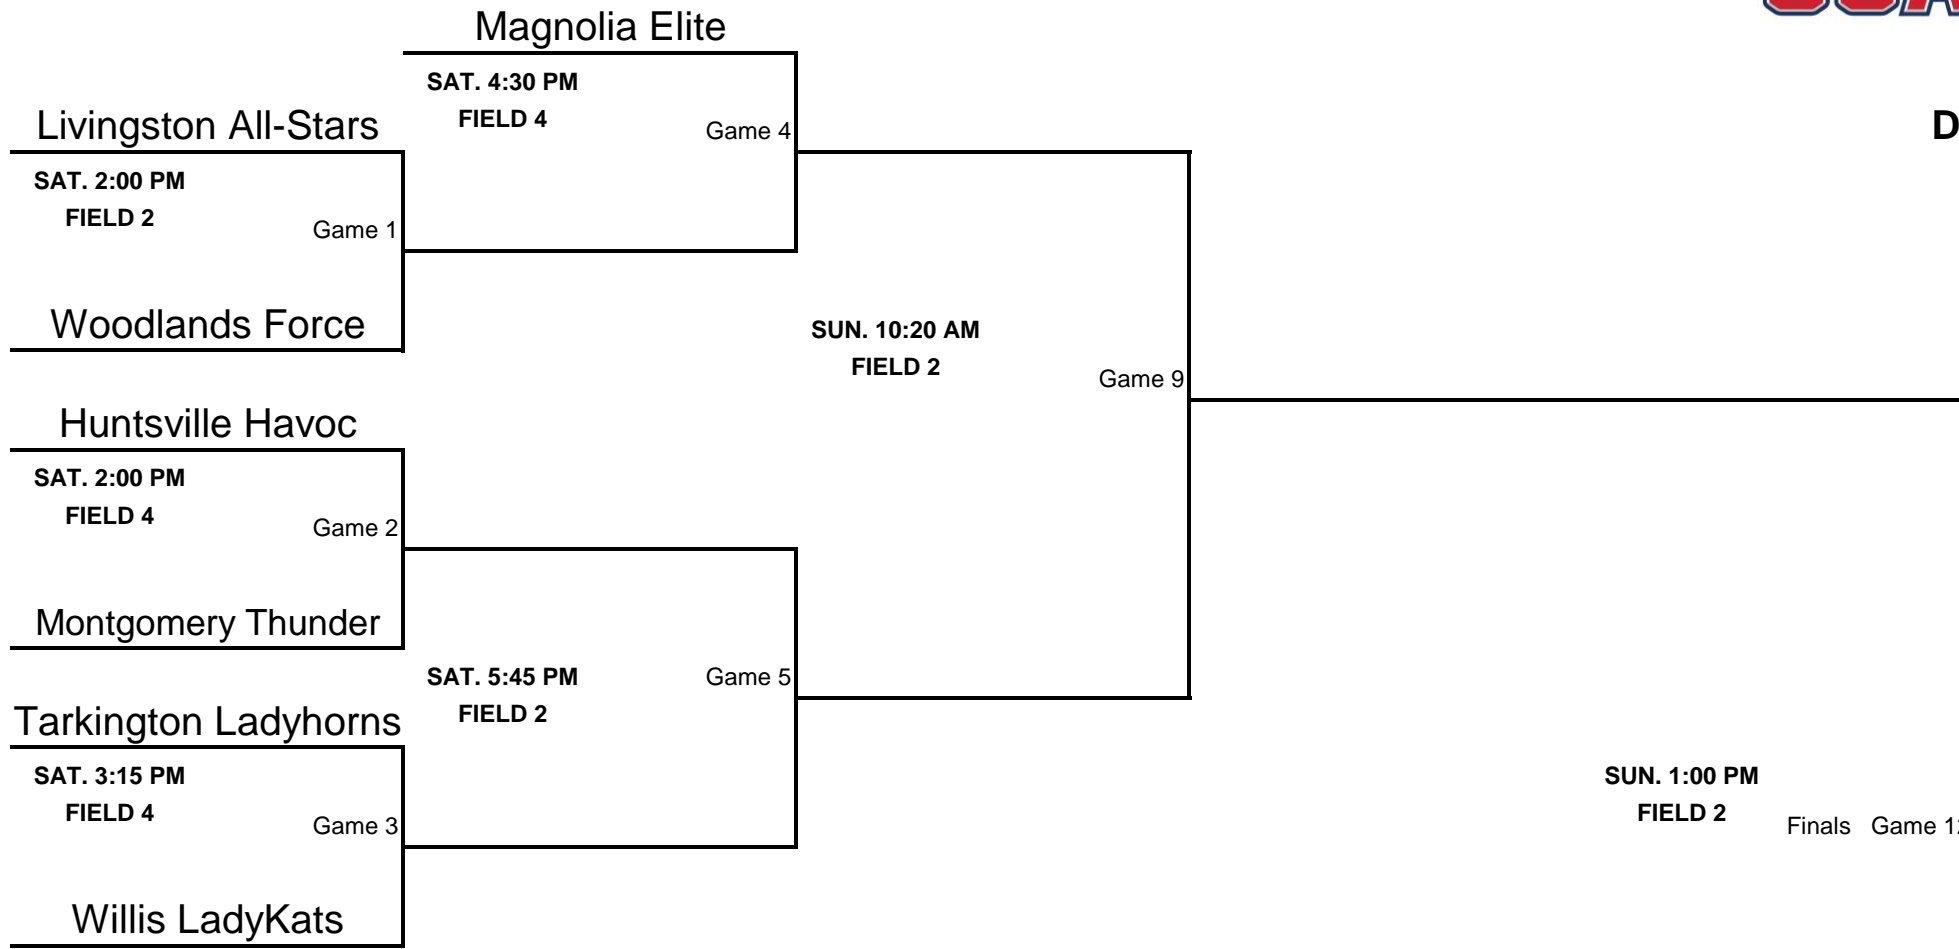 Magnolia Elite
SAT. 4:30 PM
FIELD 4
Game 4
Livingston All-Stars
SAT. 2:00 PM
FIELD 2
Game 1
Woodlands Force
SUN. 10:20 AM
FIELD 2
Game 9
Huntsville Havoc
SAT. 2:00 PM
FIELD 4
Game 2
Montgomery Thunder
SAT. 5:45 PM
FIELD 2
Game 5
Tarkington Ladyhorns
SAT. 3:15 PM
FIELD 4
Game 3
Willis LadyKats
SUN. 1:00 PM
FIELD 2
Finals Game